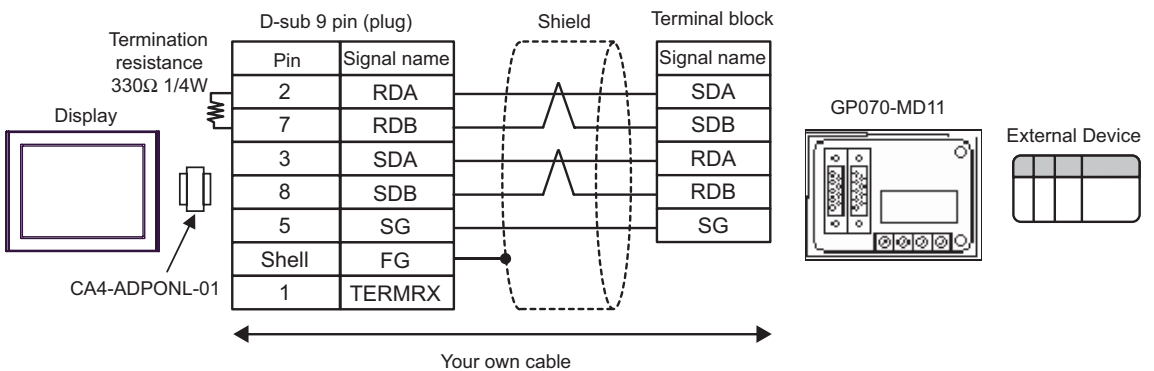 D-sub 9 pin (plug)
Shield
Terminal block
Termination
resistance
330Ω 1/4W
Pin
Signal name
Signal name
2
RDA
SDA
Display
7
RDB
SDB
GP070-MD11
External Device
3
SDA
RDA
8
SDB
RDB
5
SG
SG
Shell
FG
CA4-ADPONL-01
1
TERMRX
Your own cable